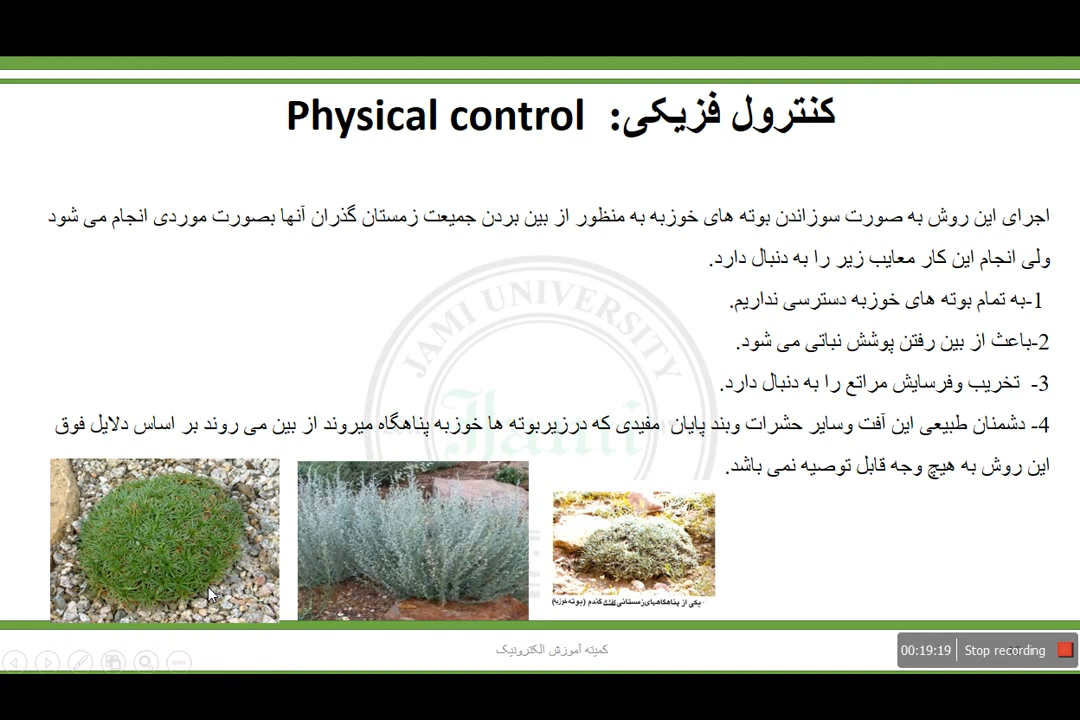 کنترول فزیکی: Physical control
اجرای این روش به صورت سوزاندن بوته های خوزبه به منظور از بین بردن جمیعت زمستان گذران آنها بصورت موردی انجام می شود
ولی انجام این کار معایب زیر را به دنبال دارد.
1-به تمام بوته های خوزبه دسترسی نداریم.
2-باعث از بین رفتن پوشش نباتی می شود.
3- تخریب وفرسایش مراتع را به دنبال دارد.
4- دشمنان طبیعی این آفت وسایر حشرات وبند پایان مفیدی که درزیربوته ها خوزبه پناهگاه میروند از بین می روند بر اساس دلایل فوق
این روش به هیچ وجه قابل توصیه نمی باشد.
JAMI UNIVERSITY
Jami
یکی از پناهگاههای زمستانی گندم (بوته خوزبه)
کمیته آموزش الکترونیک
00:19:19 Stop recording